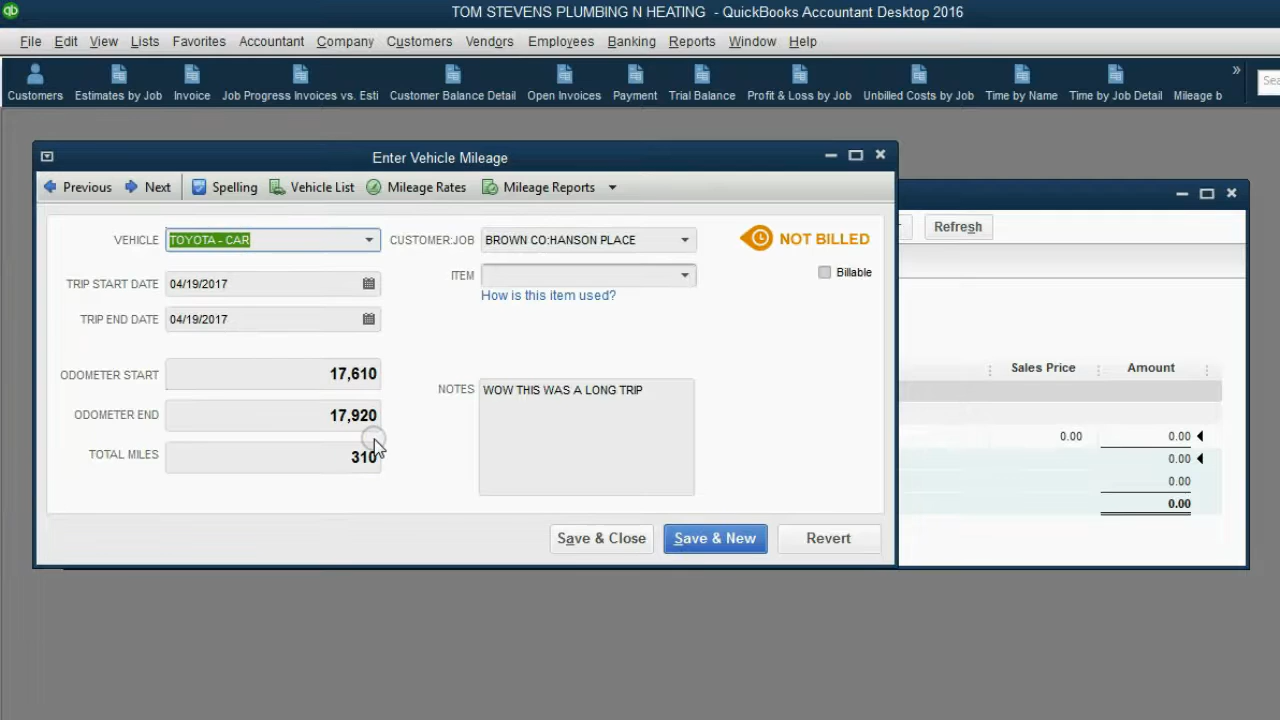 TOM STEVENS PLUMBING N HEATING - QuickBooks Accountant Desktop 2016
File Edit View Lists Favorites Accountant Company Customers Vendors Employees Banking Reports Window Help
Customers Estimates by Job Invoice Job Progress Invoices vs. Esti Customer Balance Detail Open Invoices Payment Trial Balance Profit & Loss by Job Unbilled Costs by Job Time by Name Time by Job Detail Mileage b » Sea
Enter Vehicle Mileage
Previous Next Spelling Vehicle List Mileage Rates Mileage Reports
Refresh
VEHICLE TOYOTA - CAR CUSTOMER:JOB BROWN CO:HANSON PLACE NOT BILLED
ITEM Billable
How is this item used?
TRIP START DATE 04/19/2017
TRIP END DATE 04/19/2017
ODOMETER START 17,610
ODOMETER END 17,920
TOTAL MILES 310
NOTES WOW THIS WAS A LONG TRIP
Save & Close Save & New Revert
Sales Price Amount
0.00 0.00
0.00
0.00
0.00